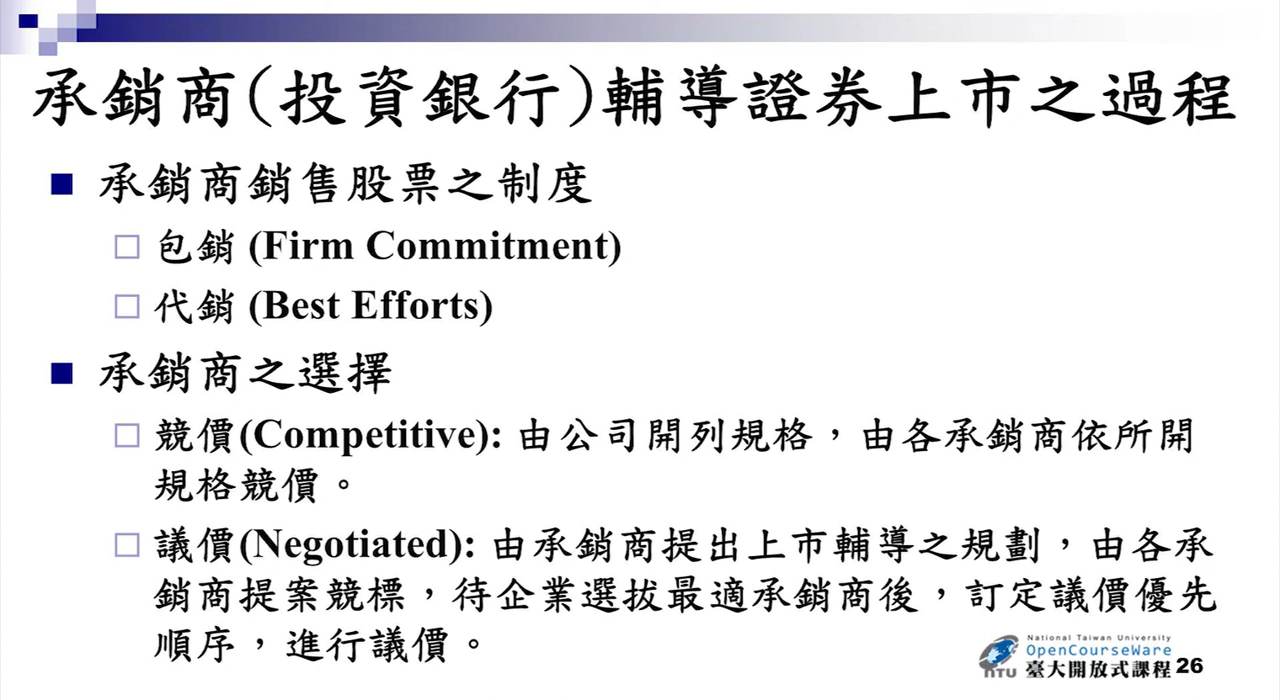 承銷商(投資銀行)輔導證券上市之過程
承銷商銷售股票之制度
包銷 (Firm Commitment)
代銷 (Best Efforts)
承銷商之選擇
競價(Competitive): 由公司開列規格，由各承銷商依所開
規格競價。
議價(Negotiated): 由承銷商提出上市輔導之規劃，由各承
銷商提案競標，待企業選拔最適承銷商後，訂定議價優先
順序，進行議價。
National Taiwan University
OpenCourseWare
NTU 臺大開放式課程 26